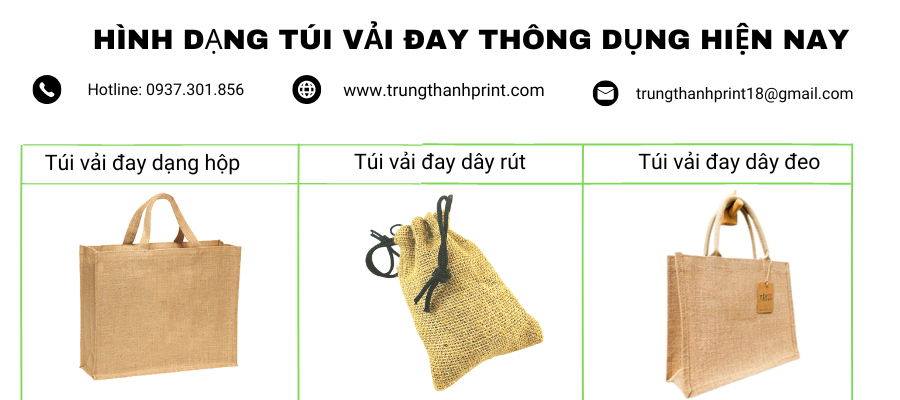 HÌNH DẠNG TÚI VẢI ĐAY THÔNG DỤNG HIỆN NAY
Hotline: 0937.301.856
www.trungthanhprint.com
trungthanhprint18@gmail.com
Túi vải đay dạng hộp
Túi vải đay dây rút
Túi vải đay dây đeo